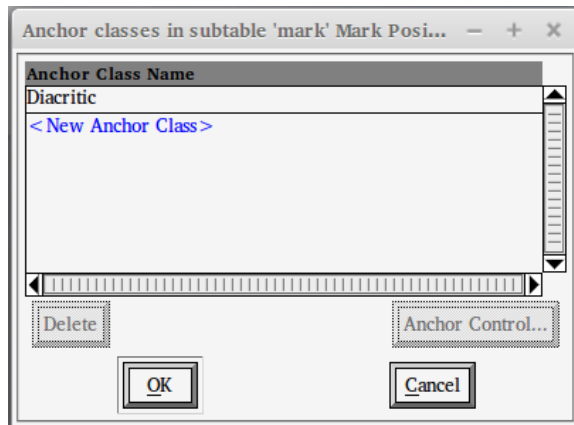 Anchor classes in subtable 'mark' Mark Posi...
Anchor Class Name
Diacritic
<New Anchor Class>
Delete
Anchor Control...
OK
Cancel